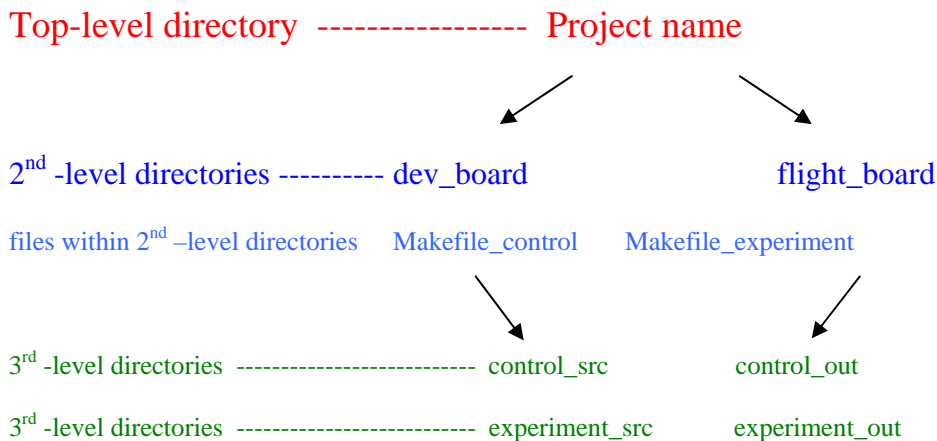 Top-level directory ----------------- Project name
2nd -level directories ---------- dev_board flight_board
files within 2nd –level directories Makefile_control Makefile_experiment
3rd -level directories --------------------------- control_src control_out
3rd -level directories --------------------------- experiment_src experiment_out